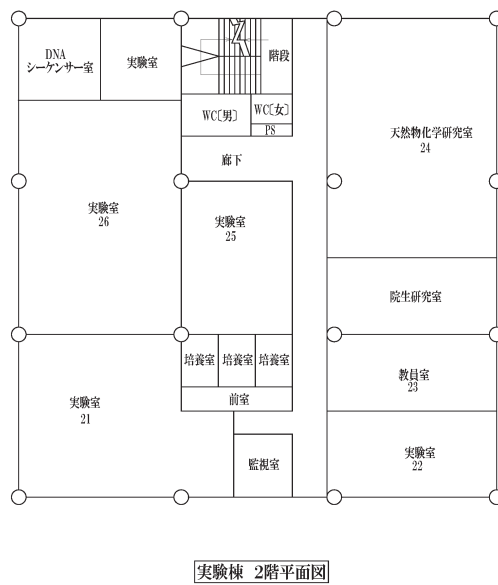 DNA
シーケンサー室
実験室
階段
WC〔男〕
WC〔女〕
PS
天然物化学研究室
24
廊下
実験室
26
実験室
25
院生研究室
培養室
培養室
培養室
教員室
23
前室
実験室
21
実験室
22
監視室
実験棟 2階平面図